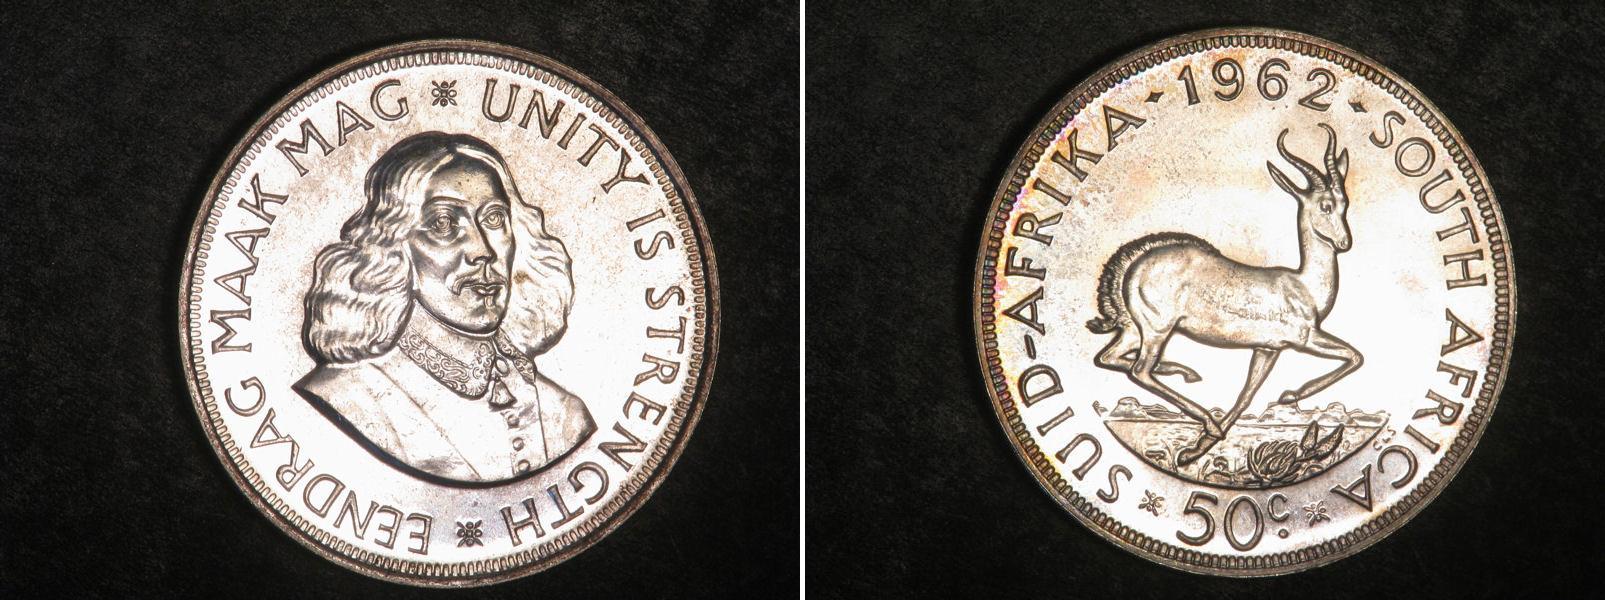 EENDRAG MAAK MAG
UNITY IS STRENGTH
SUID-AFRIKA · 1962 · SOUTH AFRICA
50c